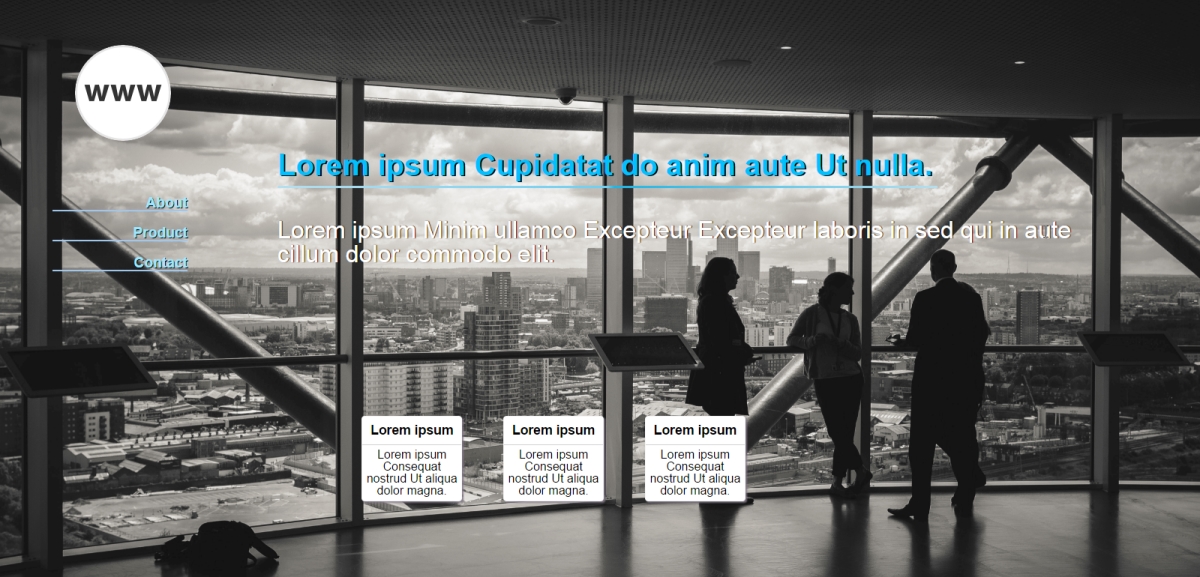 www
Lorem ipsum Cupidatat do anim aute Ut nulla.
About
Product
Contact
Lorem ipsum Minim ullamco Excepteur Excepteur laboris in sed qui in aute
cillum dolor commodo elit.
Lorem ipsum
Lorem ipsum
Consequat
nostrud Ut aliqua
dolor magna.
Lorem ipsum
Lorem ipsum
Consequat
nostrud Ut aliqua
dolor magna.
Lorem ipsum
Lorem ipsum
Consequat
nostrud Ut aliqua
dolor magna.